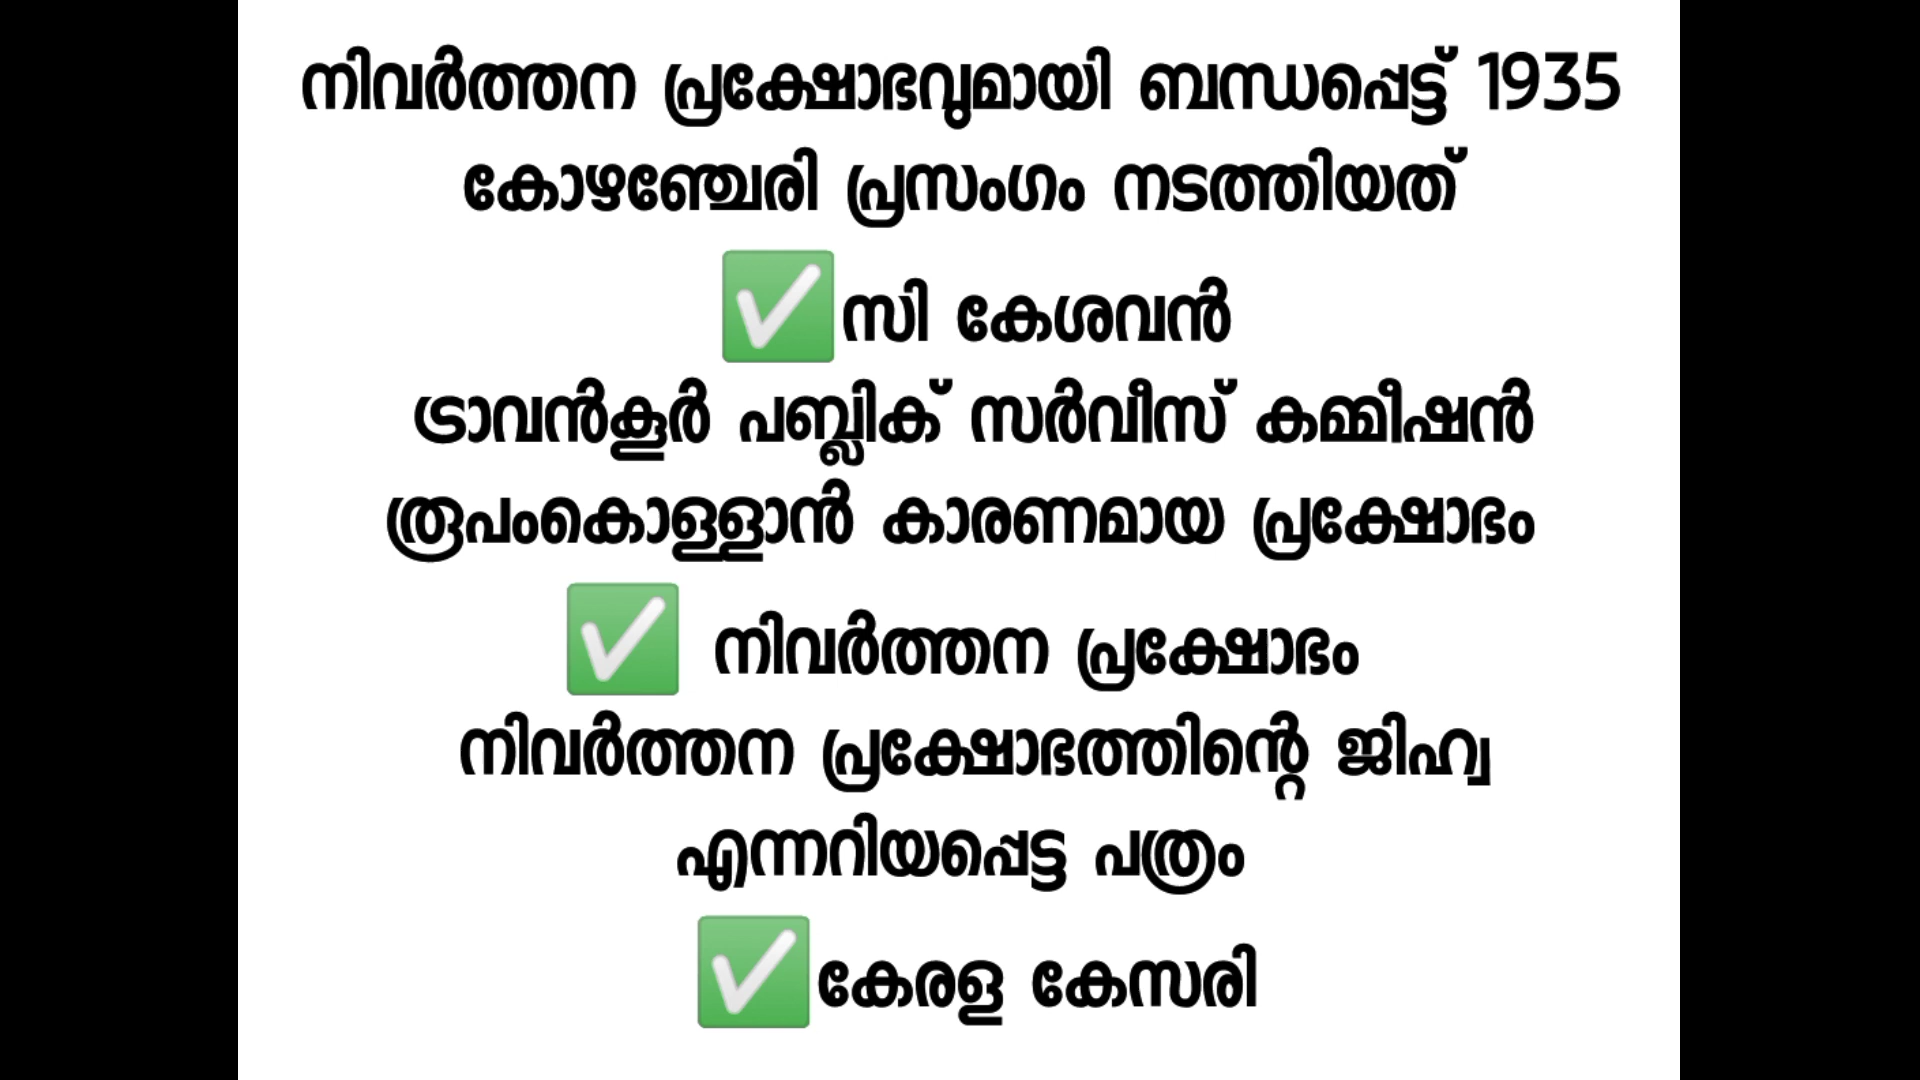 നിവർത്തന പ്രക്ഷോഭവുമായി ബന്ധപ്പെട്ട് 1935
കോഴഞ്ചേരി പ്രസംഗം നടത്തിയത്
✅സി കേശവൻ
ട്രാവൻകൂർ പബ്ലിക് സർവീസ് കമ്മീഷൻ
രൂപംകൊള്ളാൻ കാരണമായ പ്രക്ഷോഭം
✅ നിവർത്തന പ്രക്ഷോഭം
നിവർത്തന പ്രക്ഷോഭത്തിന്റെ ജിഹ്വ
എന്നറിയപ്പെട്ട പത്രം
✅കേരള കേസരി